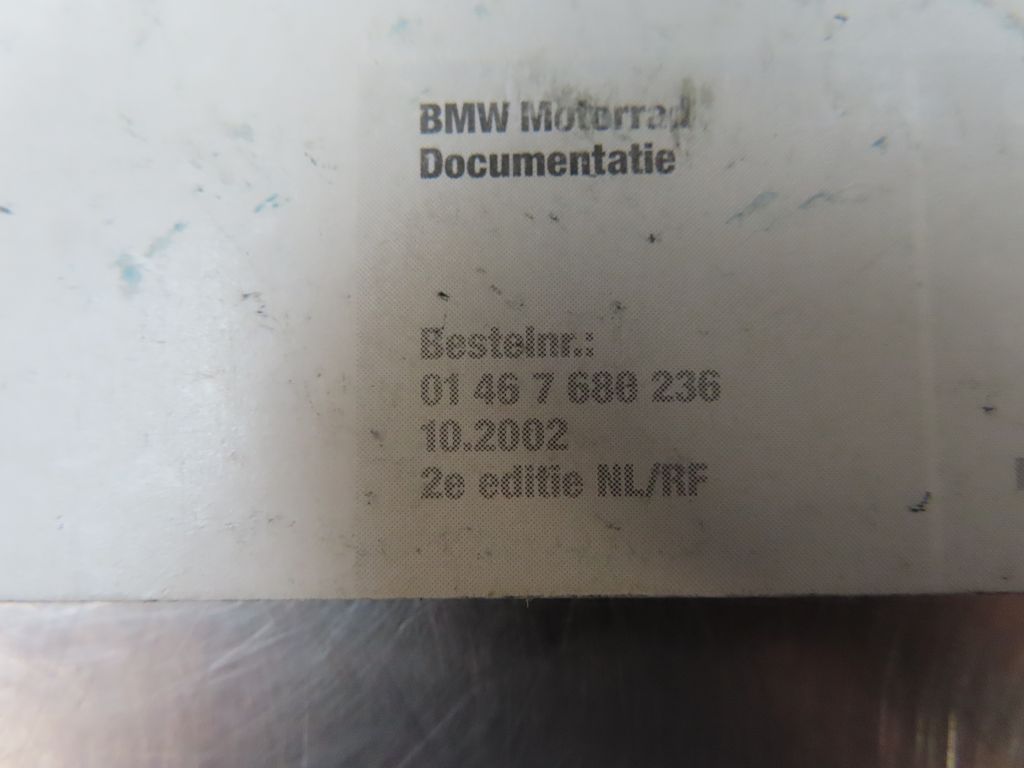 BMW Motorrad
Documentatie
Bestelnr.:
01 46 7 680 236
10.2002
2e editie NL/RF